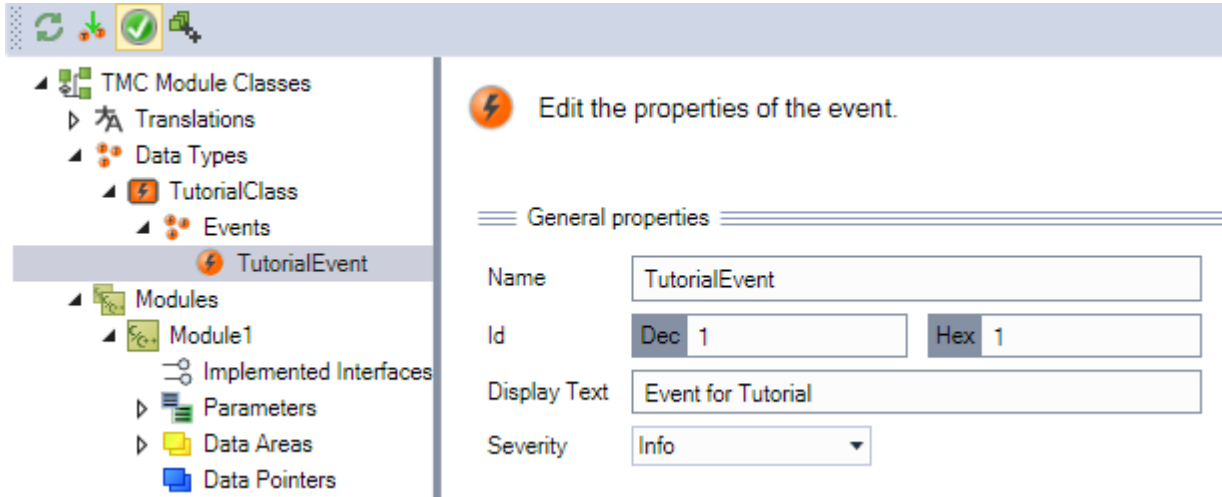 TMC Module Classes
Translations
Data Types
TutorialClass
Events
TutorialEvent
Modules
Module1
Implemented Interfaces
Parameters
Data Areas
Data Pointers
Edit the properties of the event.
General properties
Name TutorialEvent
Id Dec 1 Hex 1
Display Text Event for Tutorial
Severity Info